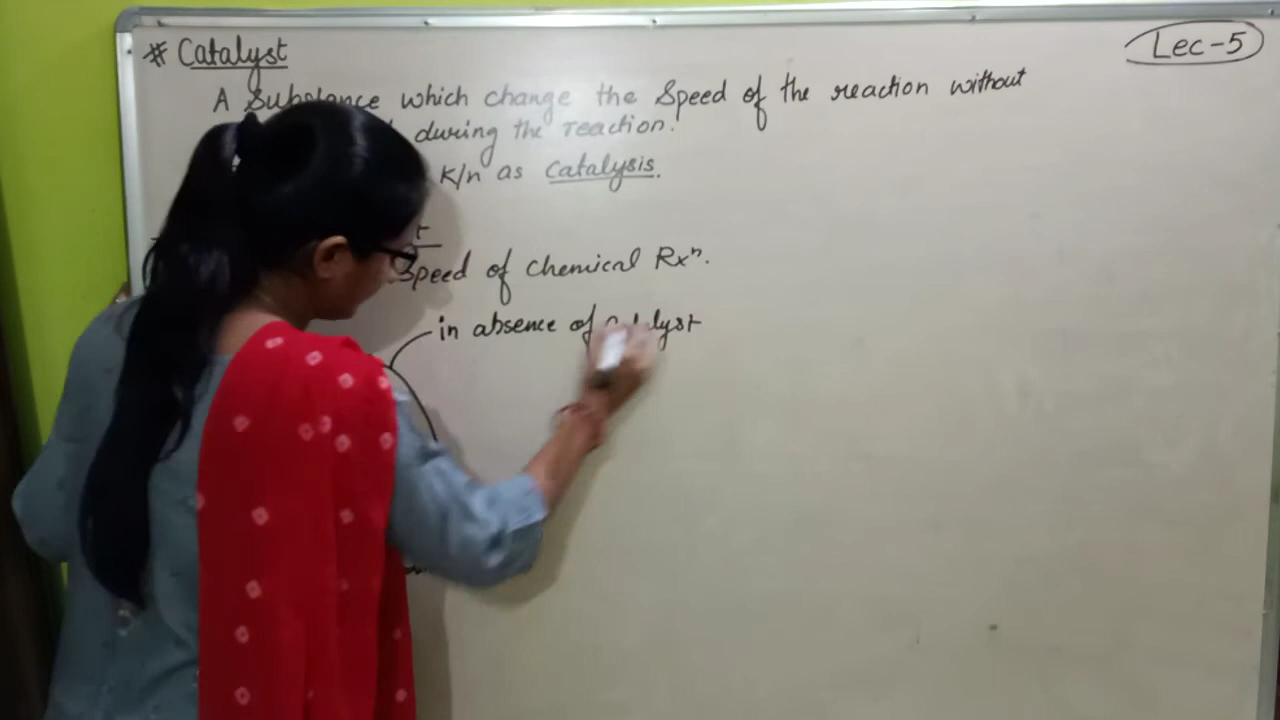 # Catalyst
Lec-5
A Substance which change the Speed of the reaction without
during the reaction.
K/n as Catalysis.
Speed of Chemical Rxⁿ.
in absence of Catalyst